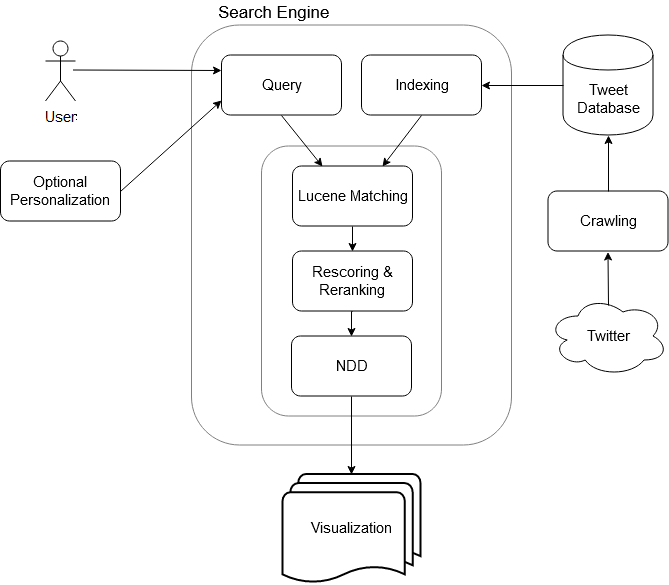 Search Engine
Query
Indexing
Tweet
Database
User
Optional
Personalization
Lucene Matching
Crawling
Rescoring &
Reranking
Twitter
NDD
Visualization